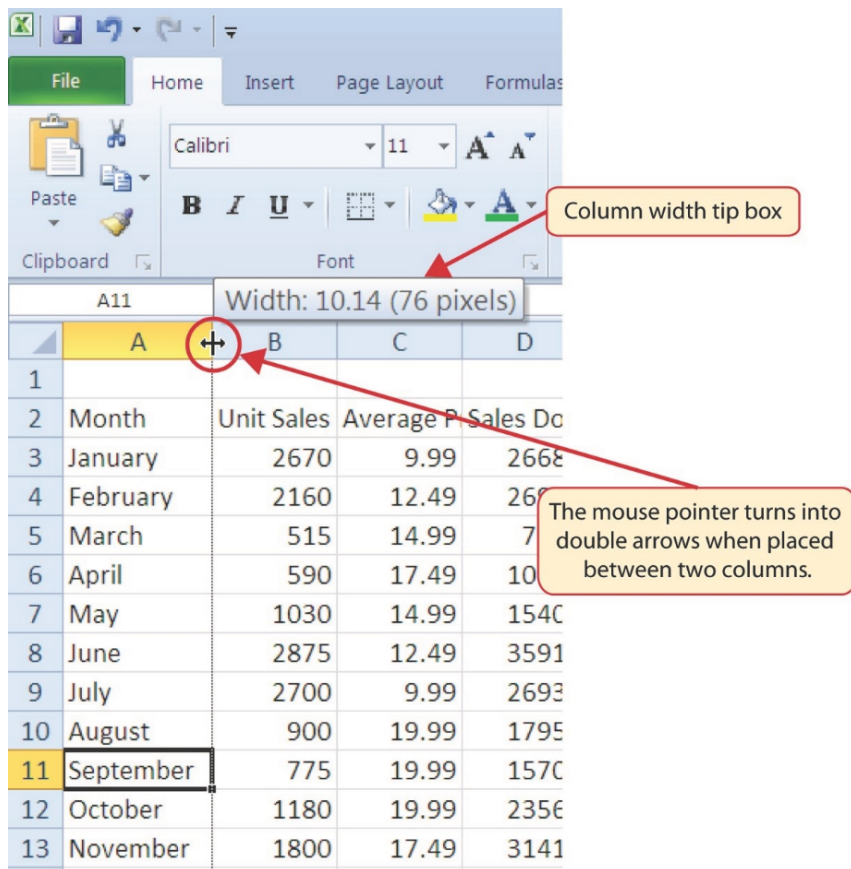 File Home Insert Page Layout Formulas
Calibri 11 A A
Paste B I U A
Column width tip box
Clipboard Font
A11 Width: 10.14 (76 pixels)
A B C D
1
2 Month Unit Sales Average P Sales Do
3 January 2670 9.99 2668
4 February 2160 12.49
5 March 515 14.99 7
6 April 590 17.49 10
The mouse pointer turns into
double arrows when placed
between two columns.
7 May 1030 14.99 1540
8 June 2875 12.49 3591
9 July 2700 9.99 2693
10 August 900 19.99 1795
11 September 775 19.99 1570
12 October 1180 19.99 2356
13 November 1800 17.49 3141